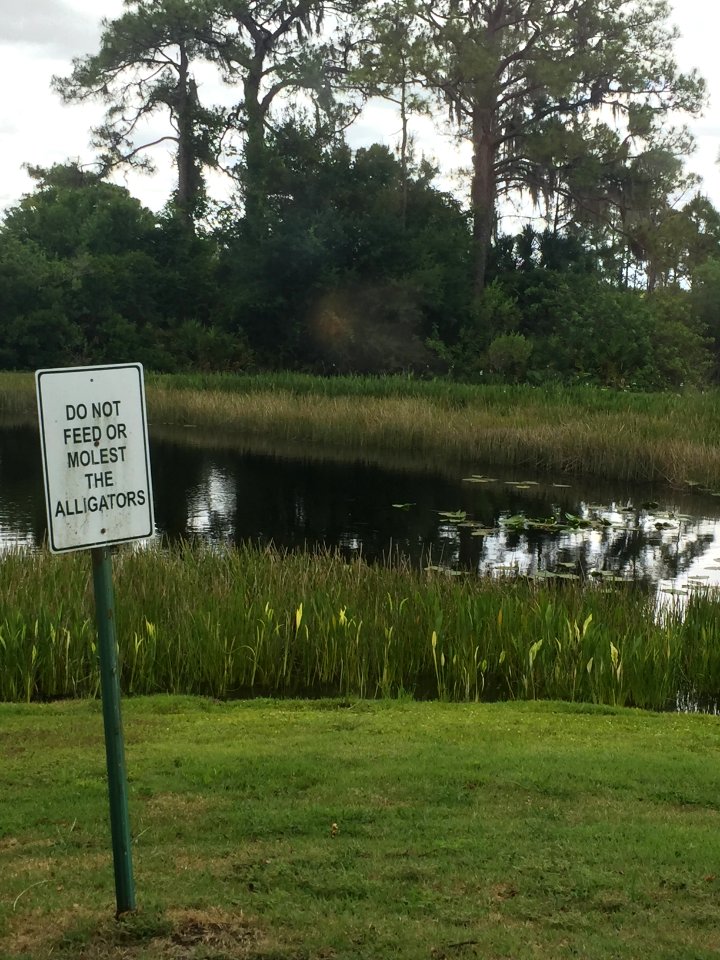 DO NOT
FEED OR
MOLEST
THE
ALLIGATORS